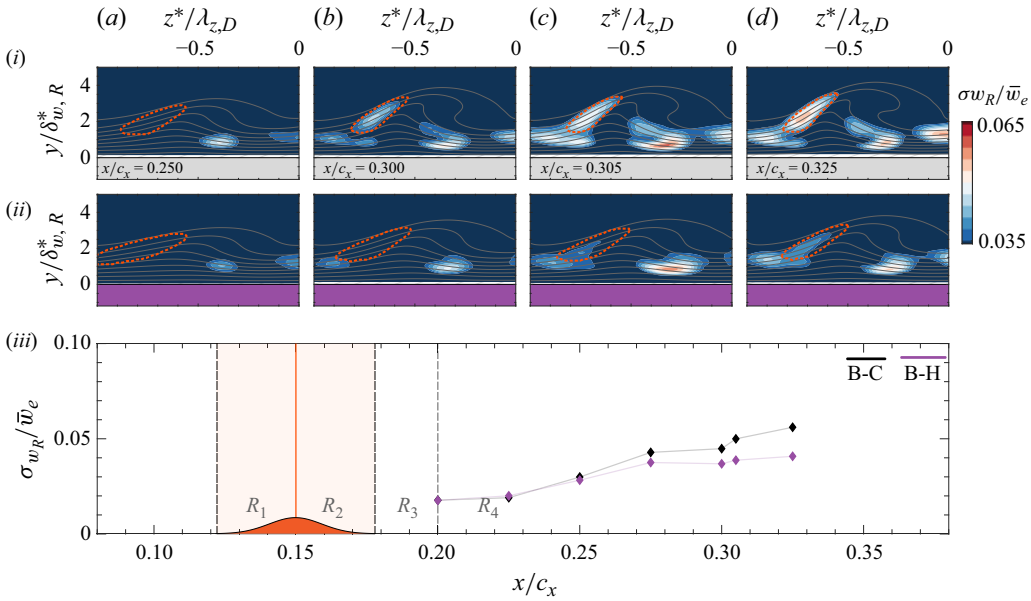 (a) z*/λz,D (b) z*/λz,D (c) z*/λz,D (d) z*/λz,D
−0.5 0 −0.5 0 −0.5 0 −0.5 0
(i)
4
2
0
y/δ*w, R
x/cx = 0.250 x/cx = 0.300 x/cx = 0.305 x/cx = 0.325
σwR/w̄e
0.065
0.035
(ii)
4
2
0
y/δ*w, R
(iii)
0.10
0.05
0
σwR/w̄e
B-C B-H
R1 R2 R3 R4
0.10 0.15 0.20 0.25 0.30 0.35
x/cx